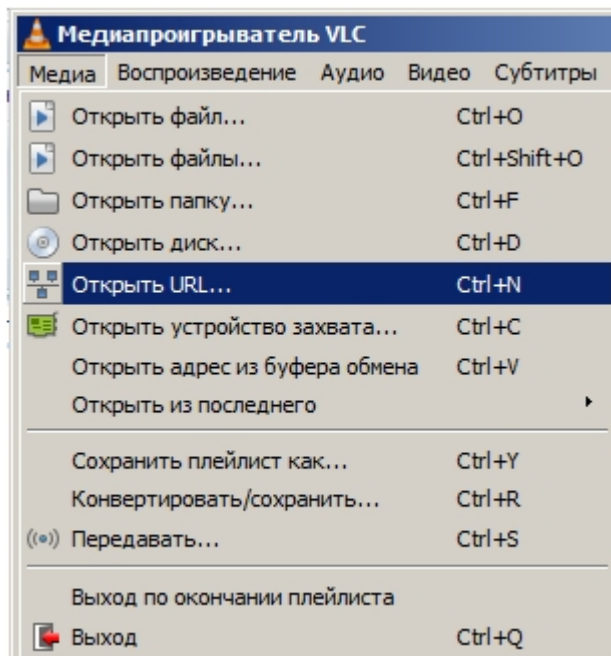 Медиапроигрыватель VLC
Медиа Воспроизведение Аудио Видео Субтитры
Открыть файл... Ctrl+O
Открыть файлы... Ctrl+Shift+O
Открыть папку... Ctrl+F
Открыть диск... Ctrl+D
Открыть URL... Ctrl+N
Открыть устройство захвата... Ctrl+C
Открыть адрес из буфера обмена Ctrl+V
Открыть из последнего
Сохранить плейлист как... Ctrl+Y
Конвертировать/сохранить... Ctrl+R
Передавать... Ctrl+S
Выход по окончании плейлиста
Выход Ctrl+Q